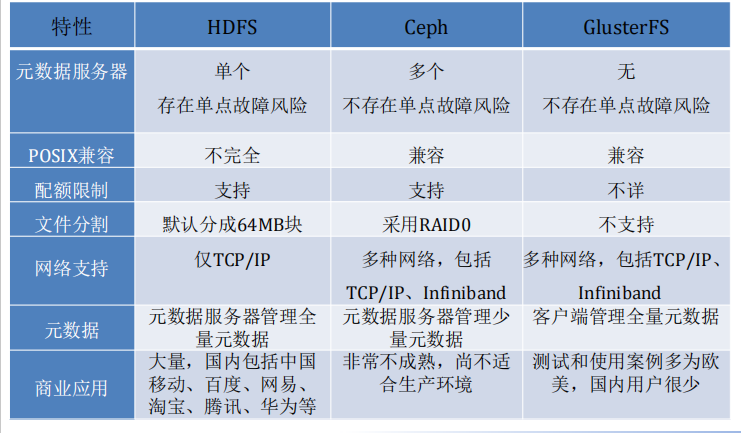 特性 HDFS Ceph GlusterFS
元数据服务器 单个 多个 无
存在单点故障风险 不存在单点故障风险 不存在单点故障风险
POSIX兼容 不完全 兼容 兼容
配额限制 支持 支持 不详
文件分割 默认分成64MB块 采用RAID0 不支持
网络支持 仅TCP/IP 多种网络，包括 多种网络，包括TCP/IP、
TCP/IP、Infiniband Infiniband
元数据 元数据服务器管理全 元数据服务器管理少 客户端管理全量元数据
量元数据 量元数据
商业应用 大量，国内包括中国 非常不成熟，尚不适 测试和使用案例多为欧
移动、百度、网易、 合生产环境 美，国内用户很少
淘宝、腾讯、华为等